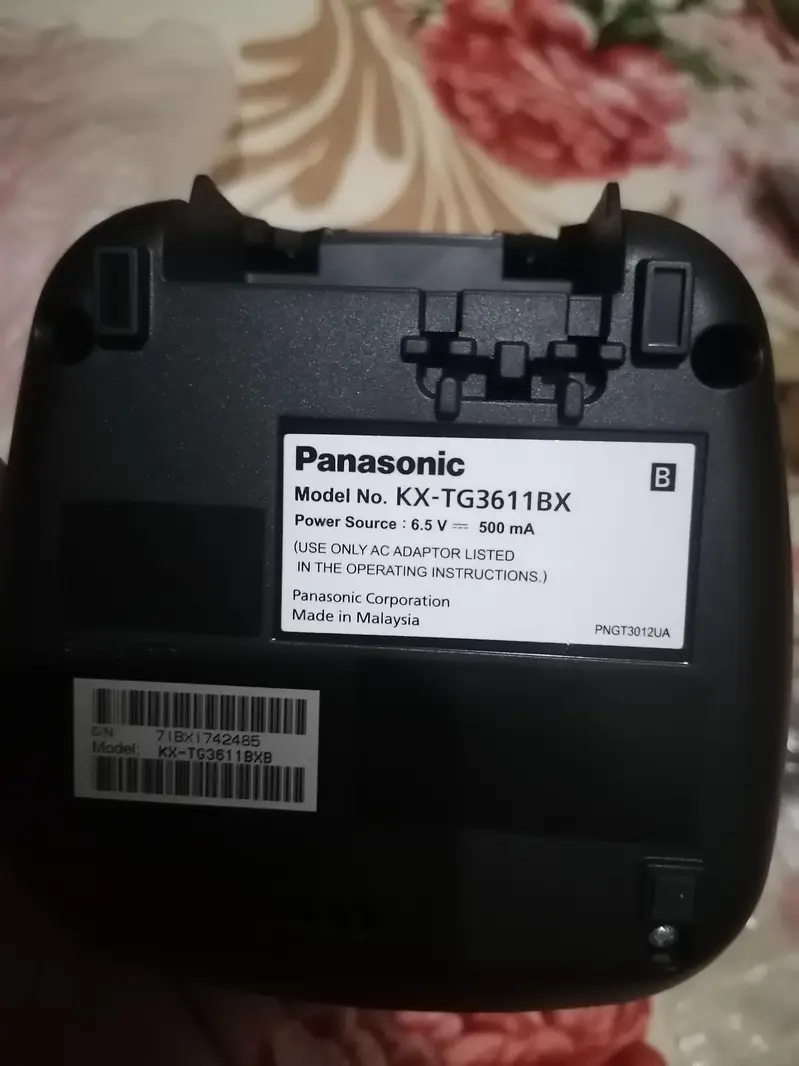 Panasonic
B
Model No. KX-TG3611BX
Power Source : 6.5 V ⎓ 500 mA
(USE ONLY AC ADAPTOR LISTED
IN THE OPERATING INSTRUCTIONS.)
Panasonic Corporation
Made in Malaysia
PNGT3012UA
S/N 7IBXI742485
Model: KX-TG3611BXB